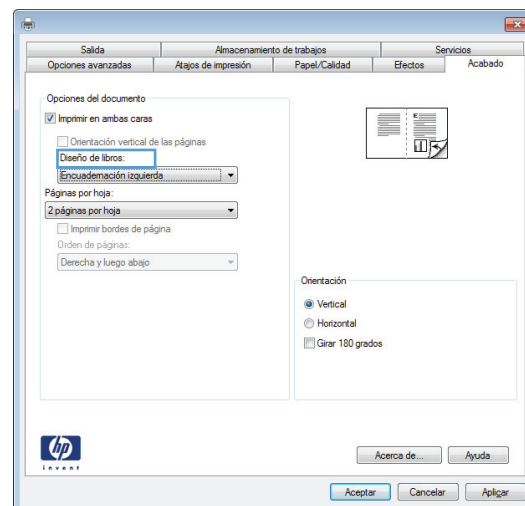 Salida Almacenamiento de trabajos Servicios
Opciones avanzadas Atajos de impresión Papel/Calidad Efectos Acabado
Opciones del documento
Imprimir en ambas caras
Orientación vertical de las páginas
Diseño de libros:
Encuadernación izquierda
Páginas por hoja:
2 páginas por hoja
Imprimir bordes de página
Orden de páginas:
Derecha y luego abajo
Orientación
Vertical
Horizontal
Girar 180 grados
hp
invent
Acerca de... Ayuda
Aceptar Cancelar Aplicar